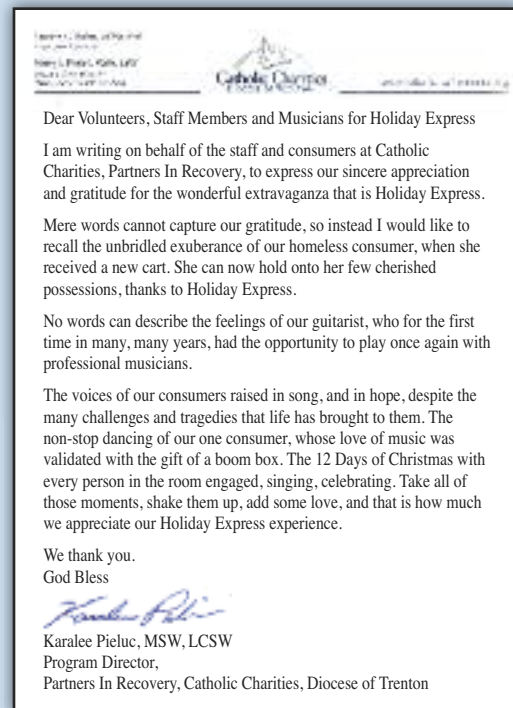 Catholic Charities
Dear Volunteers, Staff Members and Musicians for Holiday Express
I am writing on behalf of the staff and consumers at Catholic
Charities, Partners In Recovery, to express our sincere appreciation
and gratitude for the wonderful extravaganza that is Holiday Express.
Mere words cannot capture our gratitude, so instead I would like to
recall the unbridled exuberance of our homeless consumer, when she
received a new cart. She can now hold onto her few cherished
possessions, thanks to Holiday Express.
No words can describe the feelings of our guitarist, who for the first
time in many, many years, had the opportunity to play once again with
professional musicians.
The voices of our consumers raised in song, and in hope, despite the
many challenges and tragedies that life has brought to them. The
non-stop dancing of our one consumer, whose love of music was
validated with the gift of a boom box. The 12 Days of Christmas with
every person in the room engaged, singing, celebrating. Take all of
those moments, shake them up, add some love, and that is how much
we appreciate our Holiday Express experience.
We thank you.
God Bless
Karalee Pieluc, MSW, LCSW
Program Director,
Partners In Recovery, Catholic Charities, Diocese of Trenton